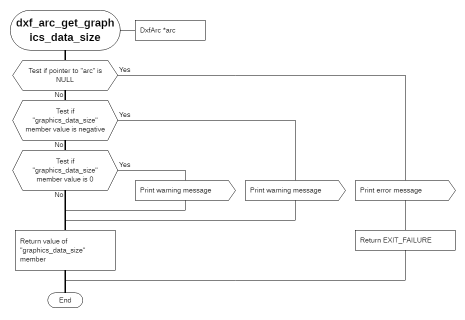 dxf_arc_get_graph
ics_data_size
DxfArc *arc
Test if pointer to "arc" is
NULL
Yes
No
Test if
"graphics_data_size"
member value is negative
Yes
No
Test if
"graphics_data_size"
member value is 0
Yes
No
Print warning message
Print warning message
Print error message
Return value of
"graphics_data_size"
member
Return EXIT_FAILURE
End